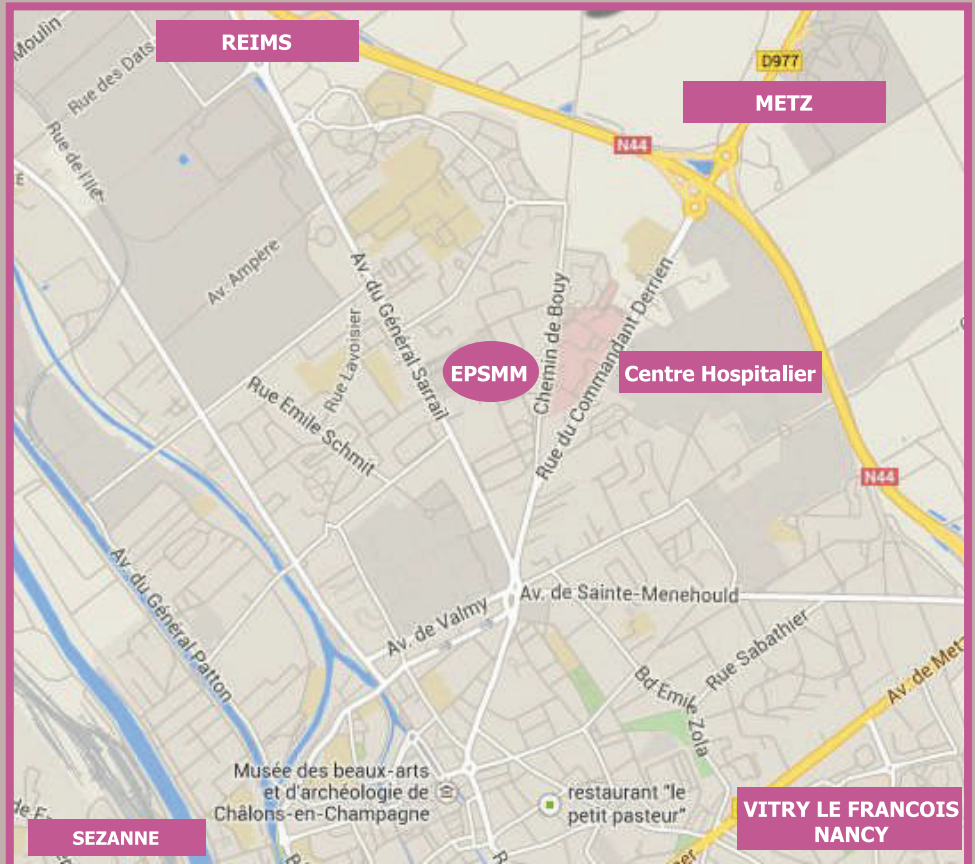 Moulin
REIMS
Rue des Dats
D977
METZ
N44
Rue de l'Ile
E
Av. Ampère
Av. du Général Sarrail
Chemin de Bouy
Rue du Commandant Derrien
Rue Lavoisier
EPSMM
Centre Hospitalier
Rue Emile Schmit
N44
Av. du Général Patton
Av. de Sainte-Menehould
Av. de Valmy
Rue Sabathier
Bd Emile Zola
Av. de Metz
Musée des beaux-arts
et d'archéologie de
Châlons-en-Champagne
restaurant "le
petit pasteur"
VITRY LE FRANCOIS
NANCY
SEZANNE